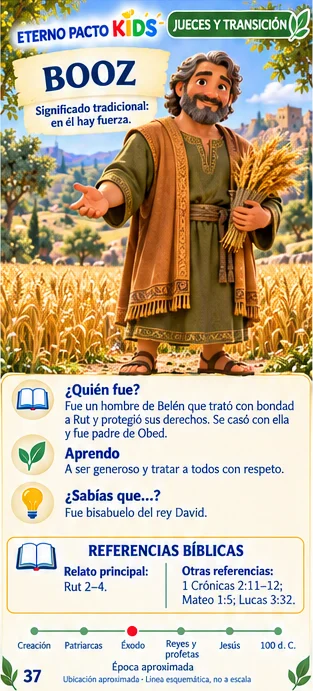 ETERNO PACTO KIDS
JUECES Y TRANSICIÓN
BOOZ
Significado tradicional:
en él hay fuerza.
¿Quién fue?
Fue un hombre de Belén que trató con bondad
a Rut y protegió sus derechos. Se casó con ella
y fue padre de Obed.
Aprendo
A ser generoso y tratar a todos con respeto.
¿Sabías que...?
Fue bisabuelo del rey David.
REFERENCIAS BÍBLICAS
Relato principal:
Rut 2–4.
Otras referencias:
1 Crónicas 2:11–12;
Mateo 1:5; Lucas 3:32.
Creación
Patriarcas
Éxodo
Reyes y
profetas
Jesús
100 d. C.
Época aproximada
Ubicación aproximada · Línea esquemática, no a escala
37